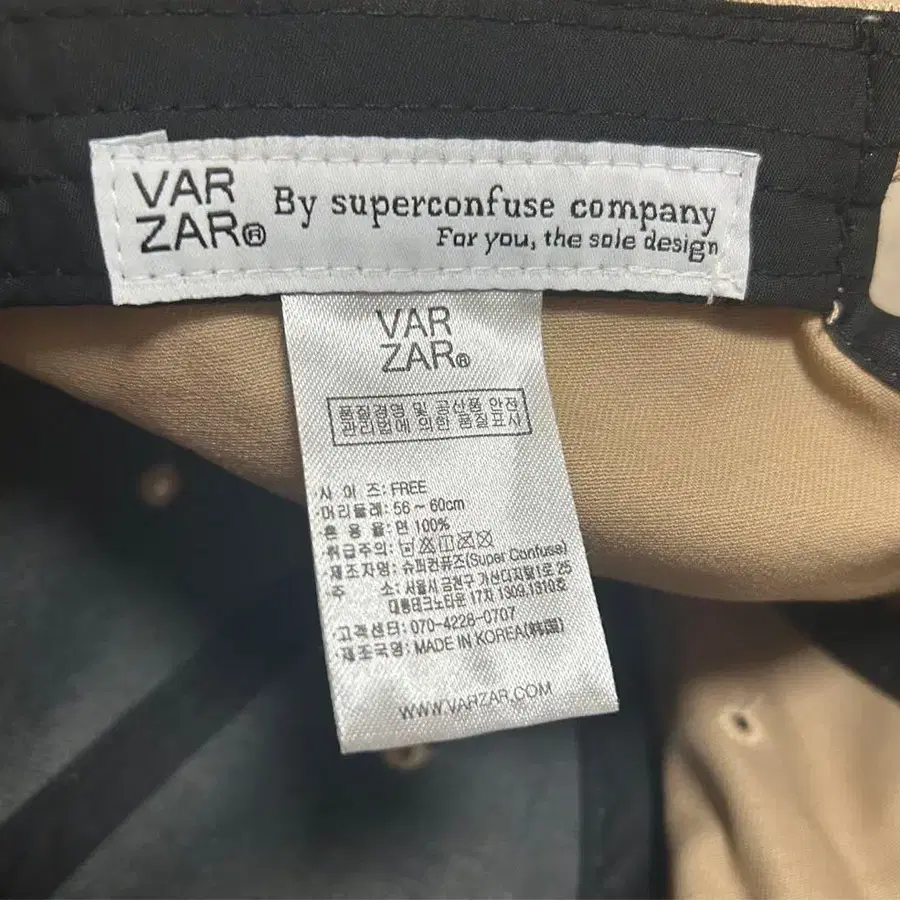 VAR
ZAR®
By superconfuse company
For you, the sole design
VAR
ZAR®
품질경영 및 공산품 안전
관리법에 의한 품질표시
사 이 즈: FREE
머리둘레: 56 ~ 60cm
혼 용 율: 면 100%
취급주의:
제조자명: 슈퍼컨퓨즈(Super Confuse)
주 소: 서울시 금천구 가산디지털1로 25
대륭테크노타운 17차 1309,1310호
고객센터: 070-4228-0707
제조국명: MADE IN KOREA(韩国)
WWW.VARZAR.COM